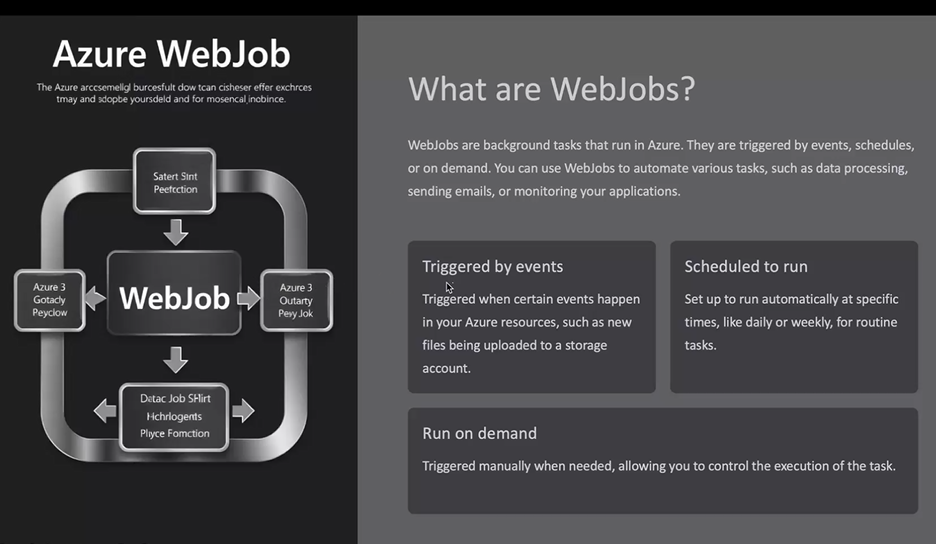 Azure WebJob
The Azure arccsemellgl burcesfult dow tcan cisheser effer exchrces
tmay and sdopbe yoursdeld and for mosencal inobince.
Satert Sint
Peefcction
Azure 3
Gotacly
Peyclow
WebJob
Azure 3
Outarty
Pevy Jok
Detac Job SHirt
Hchrlogents
Plyce Fomction
What are WebJobs?
WebJobs are background tasks that run in Azure. They are triggered by events, schedules,
or on demand. You can use WebJobs to automate various tasks, such as data processing,
sending emails, or monitoring your applications.
Triggered by events
Triggered when certain events happen
in your Azure resources, such as new
files being uploaded to a storage
account.
Scheduled to run
Set up to run automatically at specific
times, like daily or weekly, for routine
tasks.
Run on demand
Triggered manually when needed, allowing you to control the execution of the task.